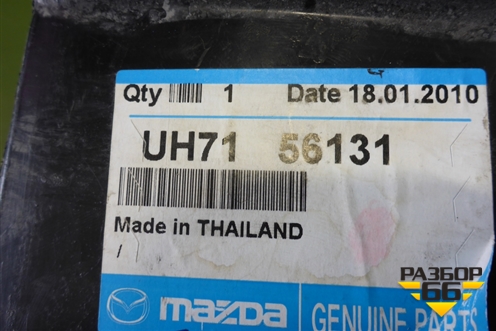 Qty 1 Date 18.01.2010
UH71 56131
Made in THAILAND
/
mazda GENUINE PARTS
РАЗБОР
66